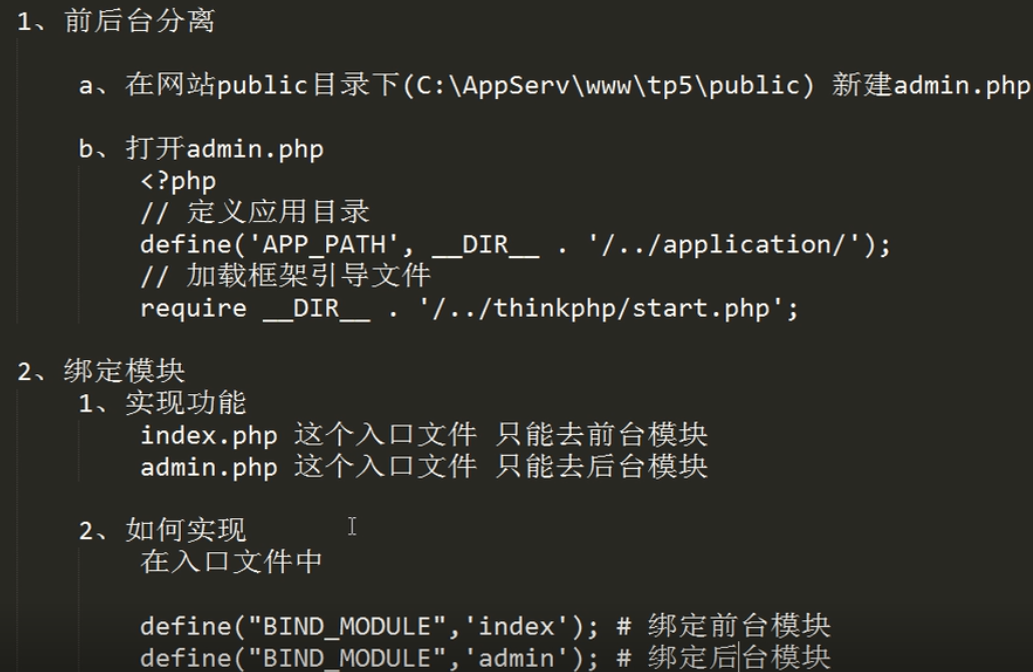 1、前后台分离
a、在网站public目录下(C:\AppServ\www\tp5\public) 新建admin.php
b、打开admin.php
<?php
// 定义应用目录
define('APP_PATH', __DIR__ . '/../application/');
// 加载框架引导文件
require __DIR__ . '/../thinkphp/start.php';
2、绑定模块
1、实现功能
index.php 这个入口文件 只能去前台模块
admin.php 这个入口文件 只能去后台模块
2、如何实现
在入口文件中
define("BIND_MODULE",'index'); # 绑定前台模块
define("BIND_MODULE",'admin'); # 绑定后台模块